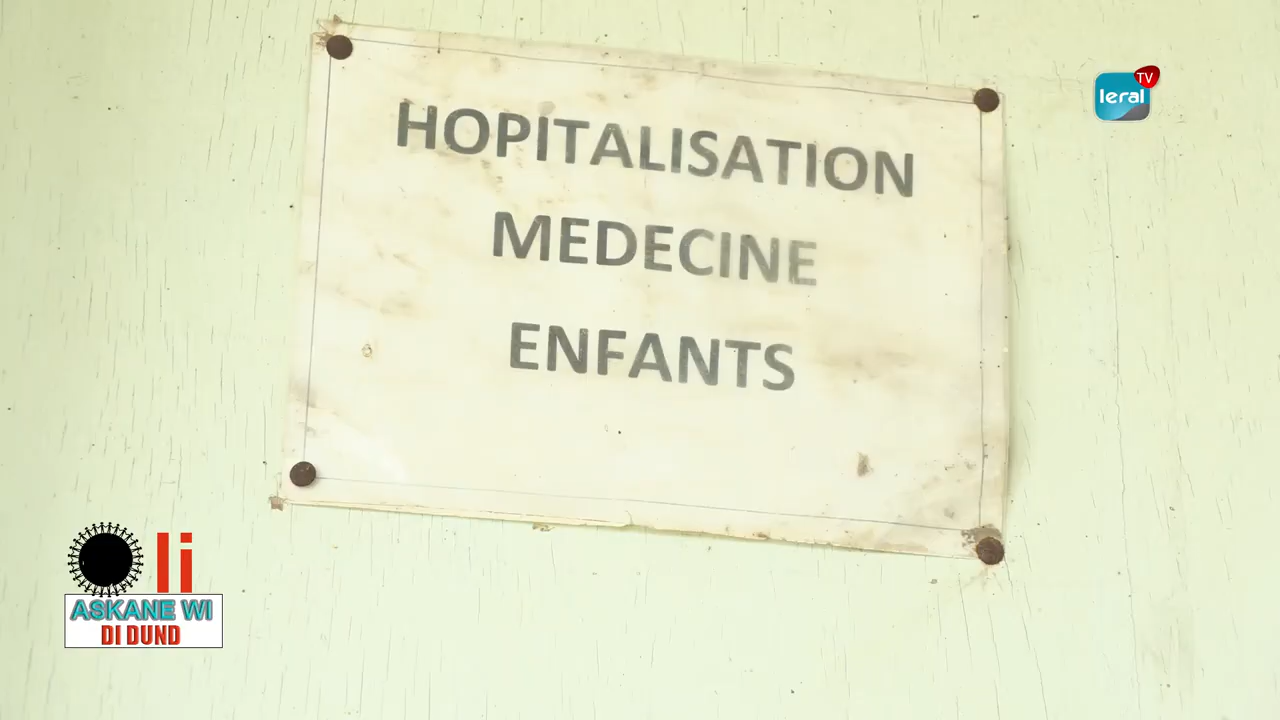 HOPITALISATION
MEDECINE
ENFANTS
leral TV
li
ASKANE WI
DI DUND